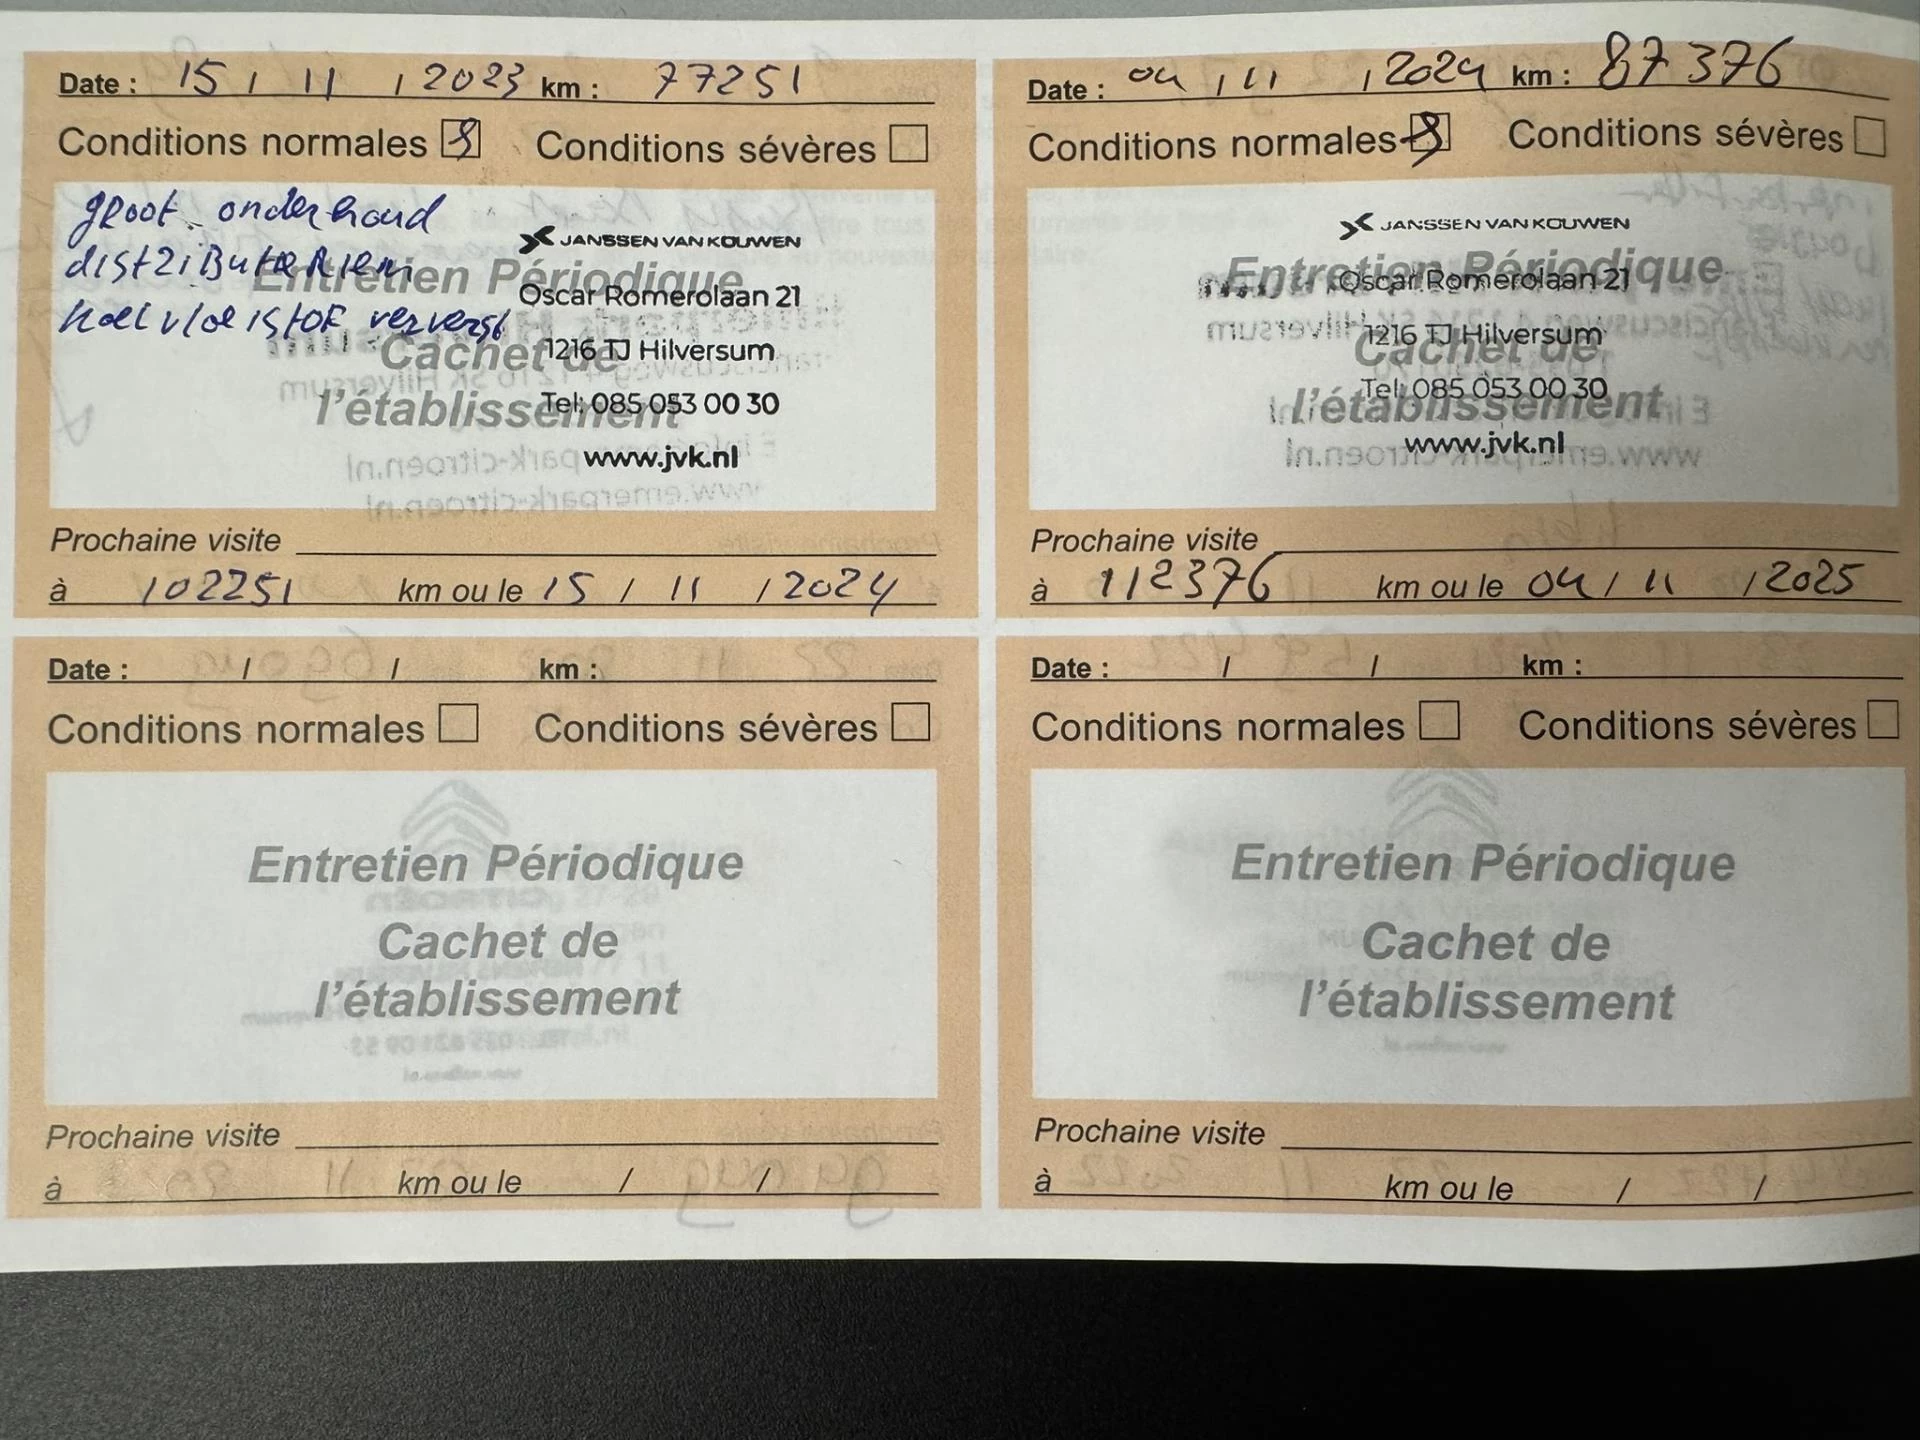 Date : 15 / 11 / 2023 km : 77251
Conditions normales Conditions sévères
groot onderhoud
distributieriem
koelvloeistof ververst
JANSSEN VAN KOUWEN
Entretien Périodique
Oscar Romerolaan 21
1216 TJ Hilversum
Cachet de
l'établissement
Tel: 085 053 00 30
www.jvk.nl
Prochaine visite
à 102251 km ou le 15 / 11 / 2024
Date : 04 / 11 / 2024 km : 87376
Conditions normales Conditions sévères
JANSSEN VAN KOUWEN
Entretien Périodique
Oscar Romerolaan 21
1216 TJ Hilversum
Cachet de
Tel: 085 053 00 30
l'établissement
www.jvk.nl
Prochaine visite
à 112376 km ou le 04 / 11 / 2025
Date : / / km :
Conditions normales Conditions sévères
Entretien Périodique
Cachet de
l'établissement
Prochaine visite
à km ou le / /
Date : / / km :
Conditions normales Conditions sévères
Entretien Périodique
Cachet de
l'établissement
Prochaine visite
à km ou le / /